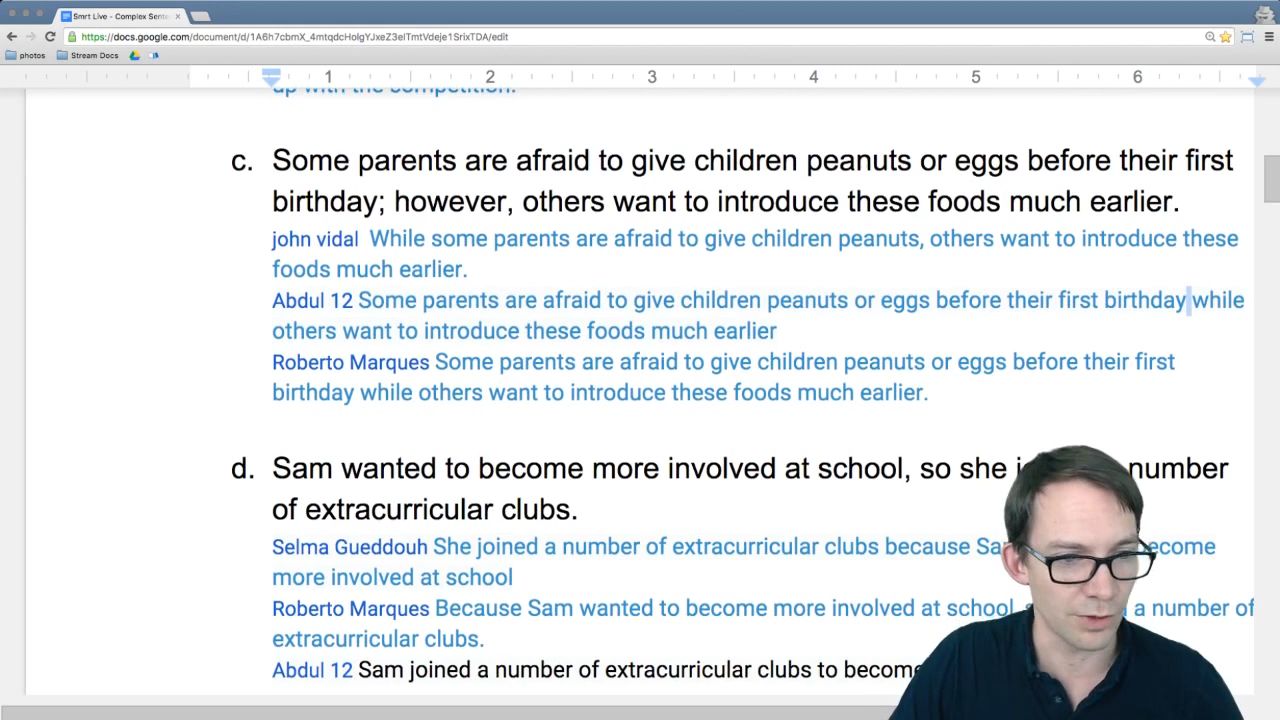 Smrt Live - Complex Sente
https://docs.google.com/document/d/1A6h7cbmX_4mtqdcHolgYJxeZ3elTmtVdeje1SrixTDA/edit
photos Stream Docs
1 2 3 4 5 6
up with the competition.
c. Some parents are afraid to give children peanuts or eggs before their first
birthday; however, others want to introduce these foods much earlier.
john vidal While some parents are afraid to give children peanuts, others want to introduce these
foods much earlier.
Abdul 12 Some parents are afraid to give children peanuts or eggs before their first birthday while
others want to introduce these foods much earlier
Roberto Marques Some parents are afraid to give children peanuts or eggs before their first
birthday while others want to introduce these foods much earlier.
d. Sam wanted to become more involved at school, so she number
of extracurricular clubs.
Selma Gueddouh She joined a number of extracurricular clubs because
more involved at school
Roberto Marques Because Sam wanted to become more involved at school, a number of
extracurricular clubs.
Abdul 12 Sam joined a number of extracurricular clubs to